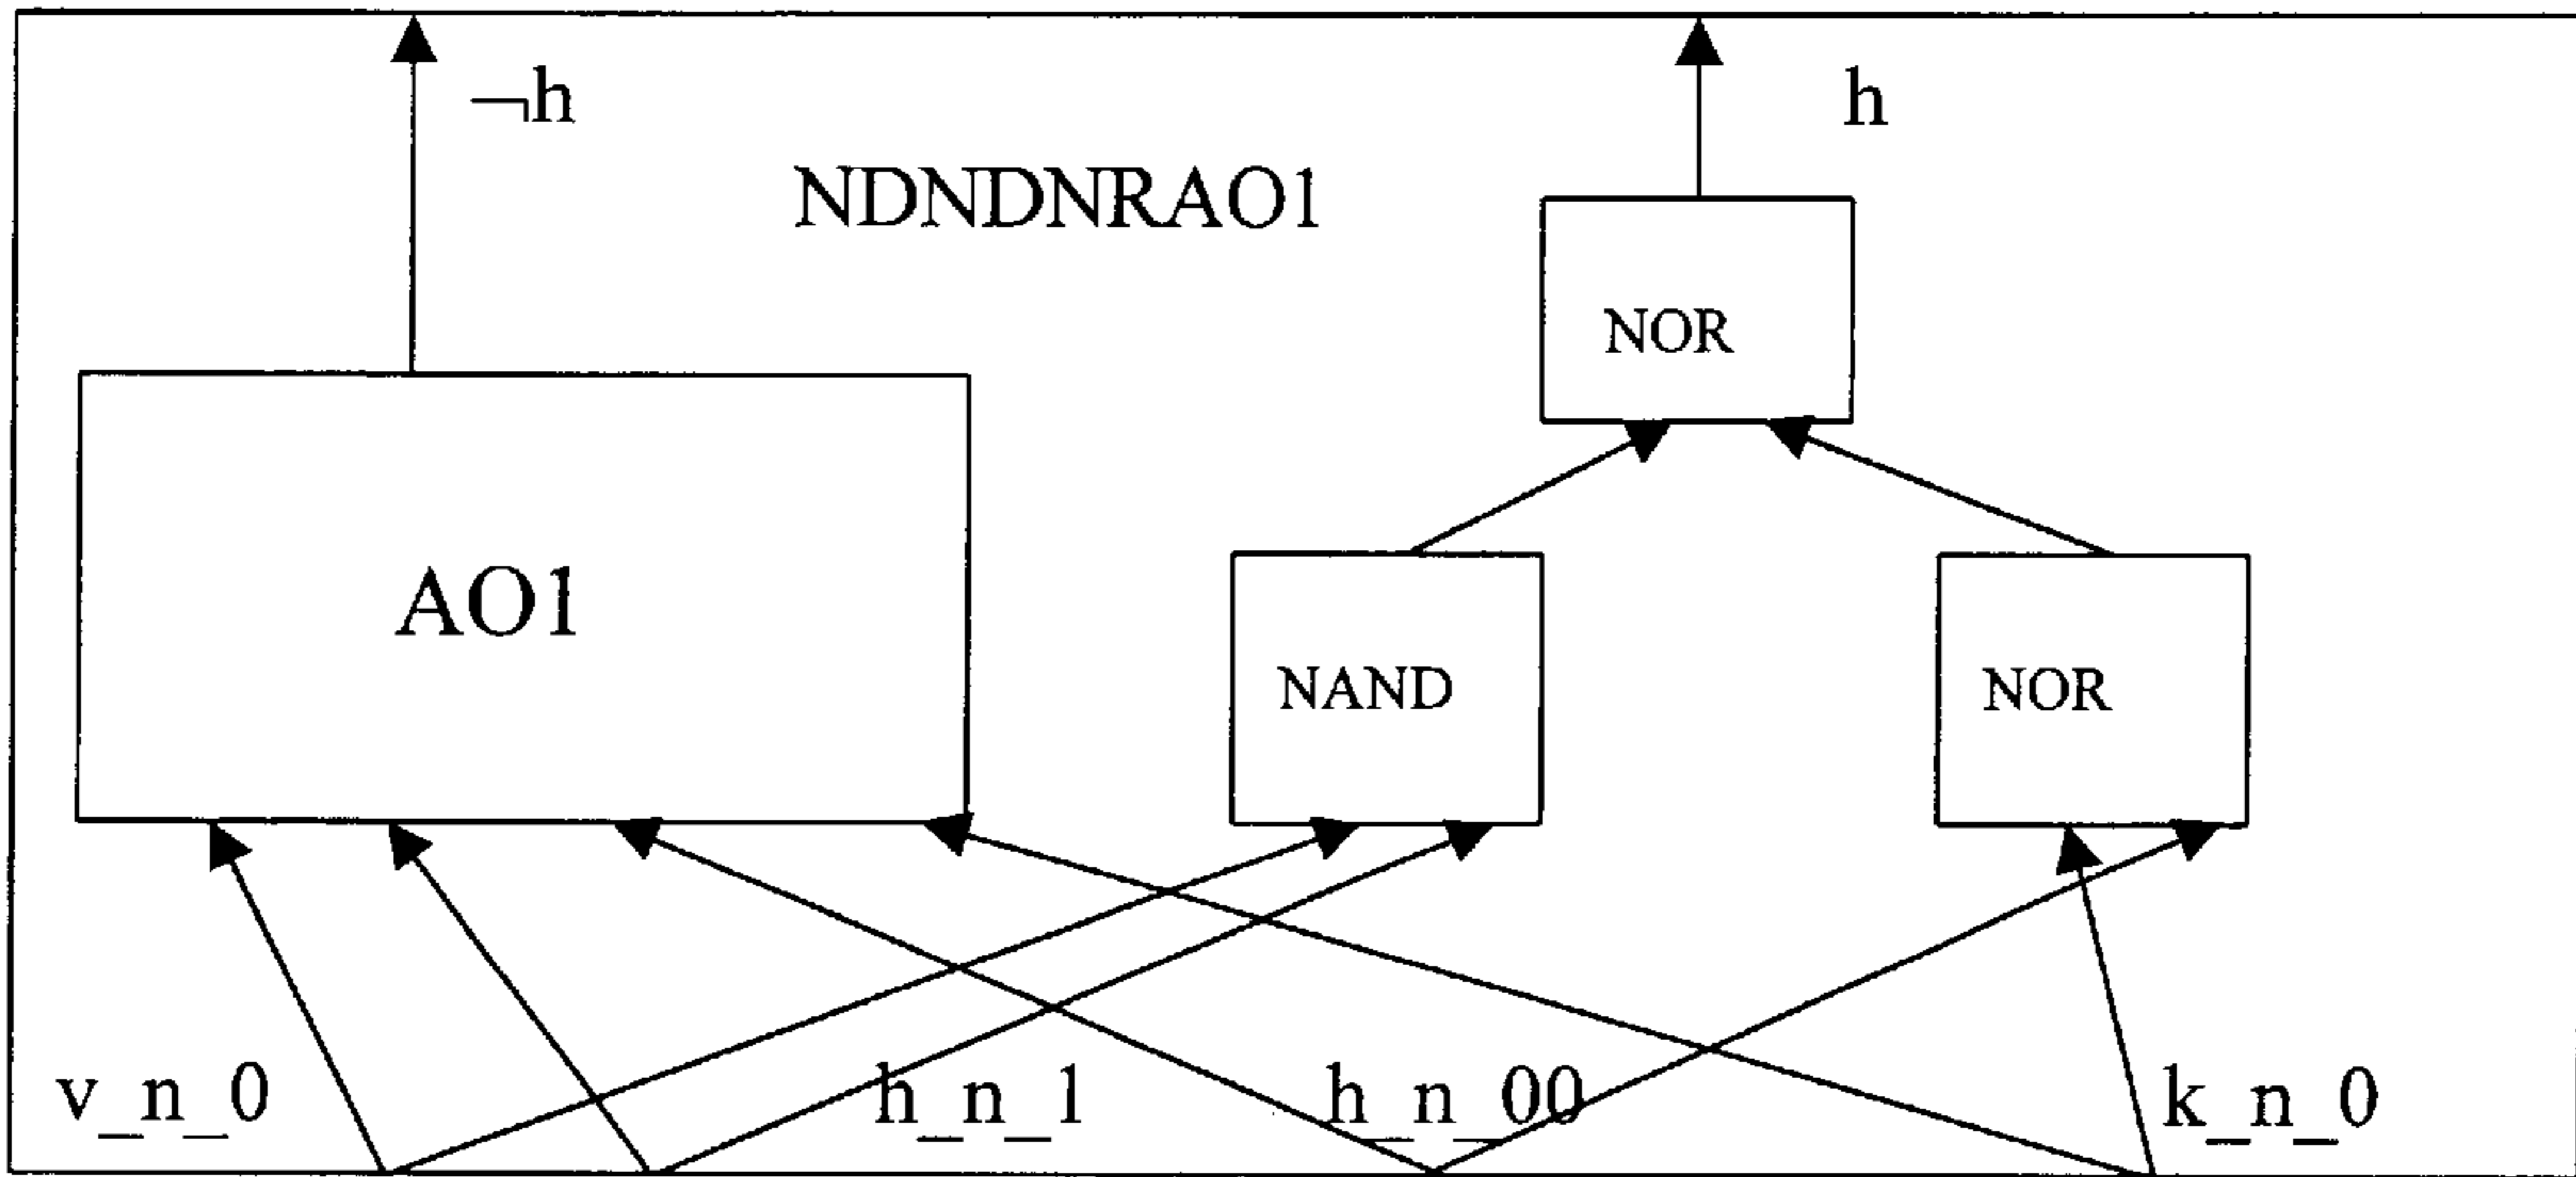 ¬h
h
NDNDNRAO1
NOR
AO1
NAND
NOR
v_n_0
h_n_1
h_n_00
k_n_0